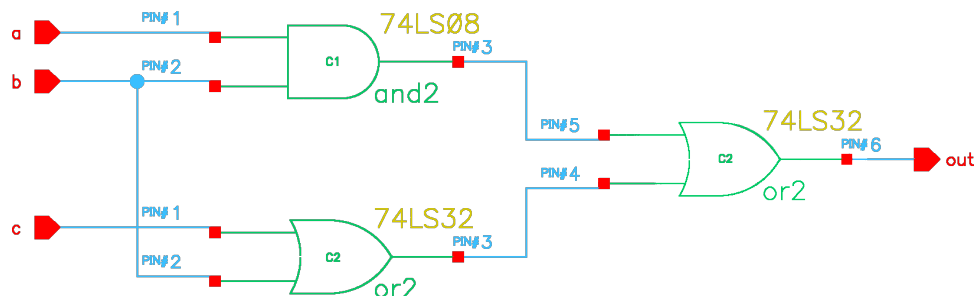 PIN#1
74LSØ8
a
PIN#3
C1
PIN#2
b
and2
PIN#5
74LS32
PIN#6
C2
out
PIN#4
or2
PIN#1
74LS32
c
PIN#3
C2
PIN#2
or2